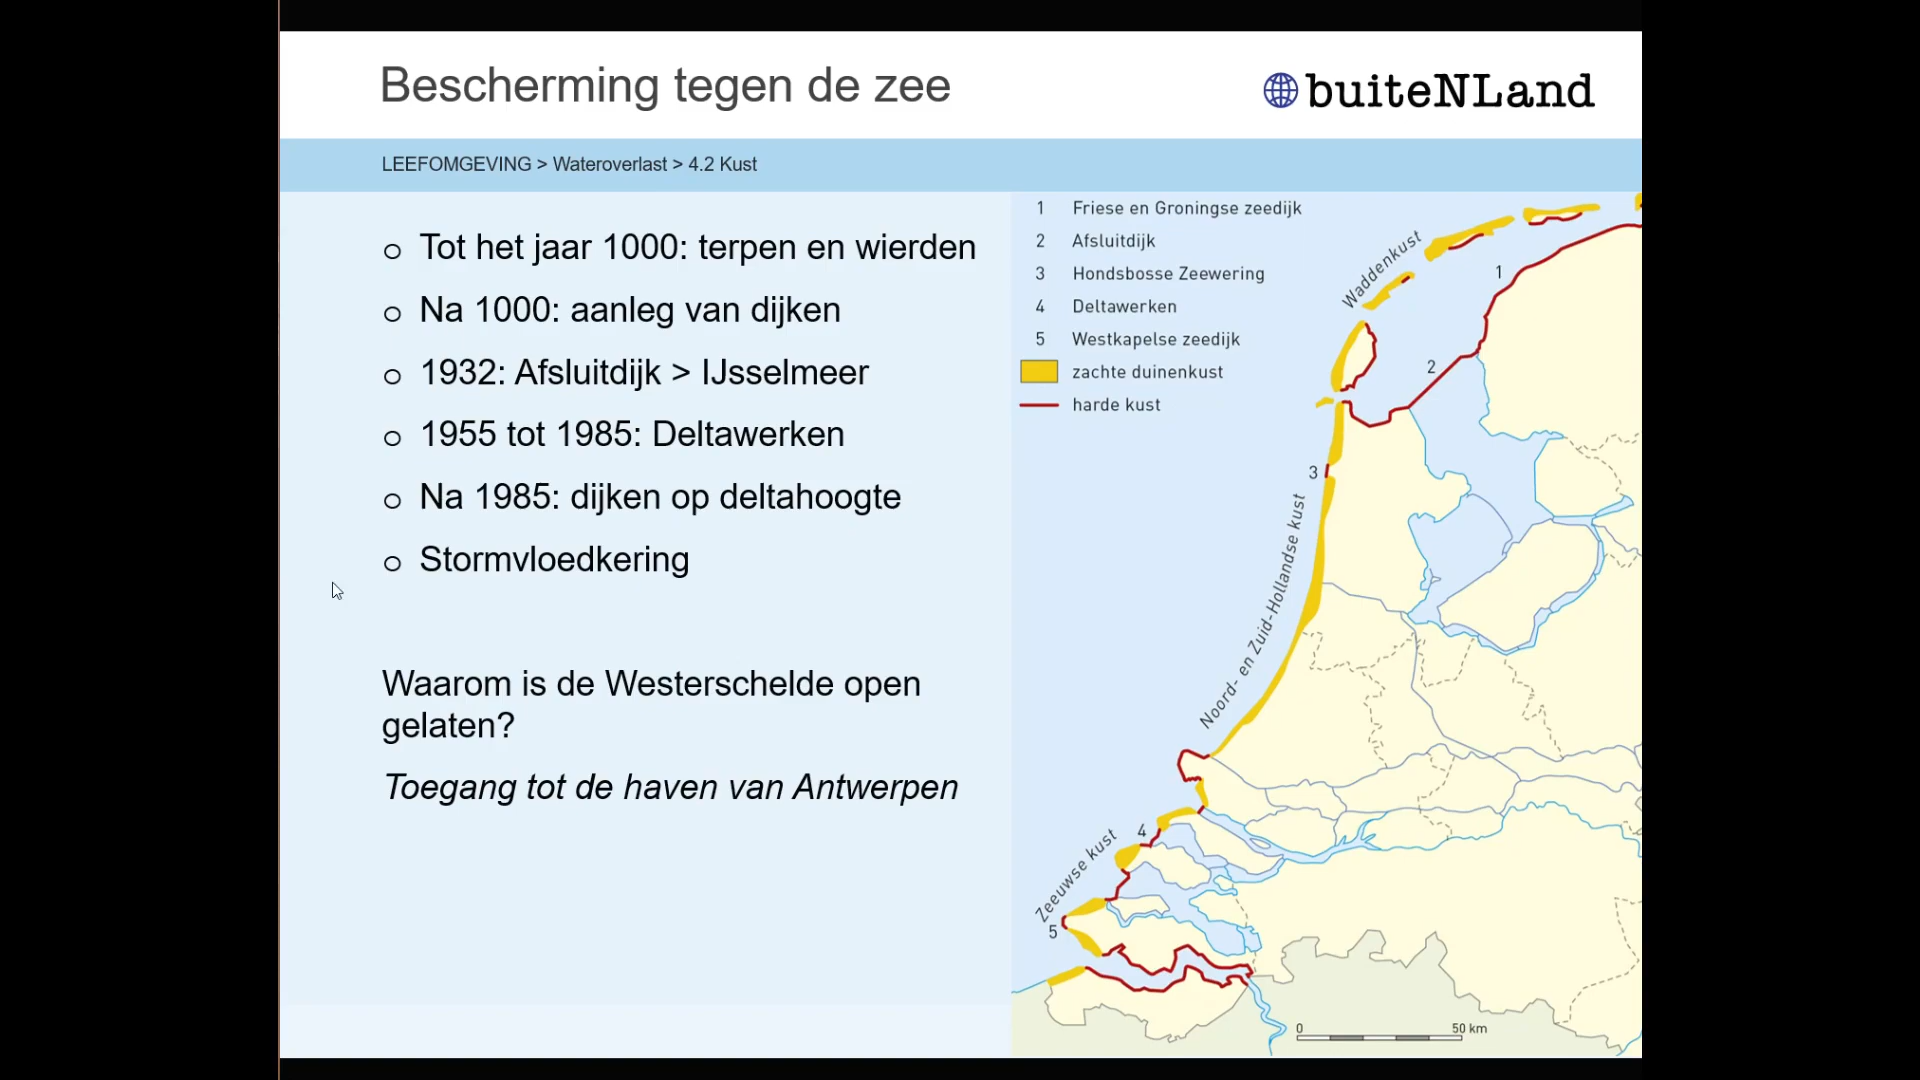 Bescherming tegen de zee
buiteNLand
LEEFOMGEVING > Wateroverlast > 4.2 Kust
o Tot het jaar 1000: terpen en wierden
o Na 1000: aanleg van dijken
o 1932: Afsluitdijk > IJsselmeer
o 1955 tot 1985: Deltawerken
o Na 1985: dijken op deltahoogte
o Stormvloedkering
Waarom is de Westerschelde open
gelaten?
Toegang tot de haven van Antwerpen
1 Friese en Groningse zeedijk
2 Afsluitdijk
3 Hondsbosse Zeewering
4 Deltawerken
5 Westkapelse zeedijk
zachte duinenkust
harde kust
Waddenkust
1
2
3
Noord- en Zuid-Hollandse kust
4
Zeeuwse kust
5
0 50 km